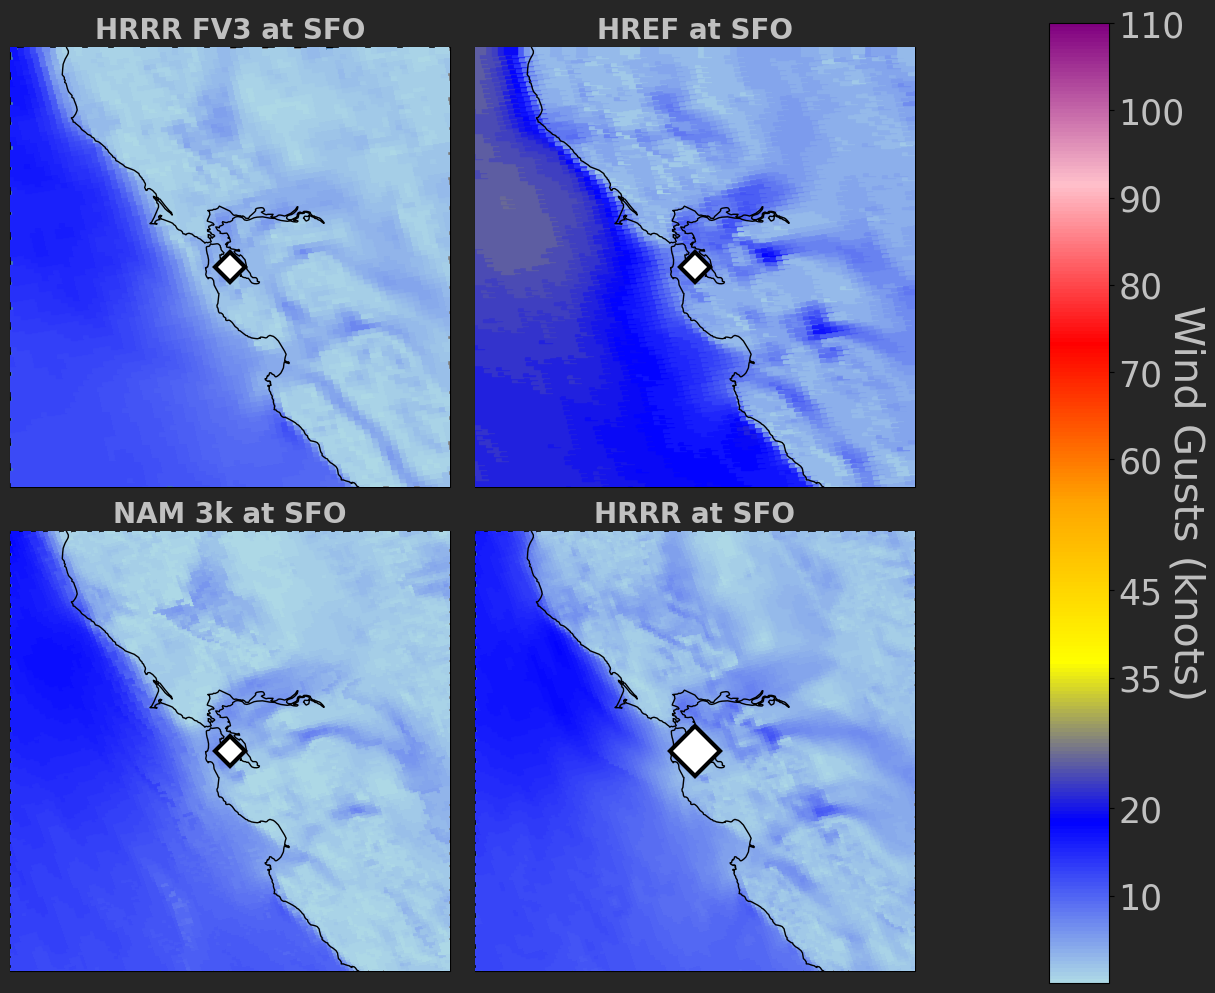 HRRR FV3 at SFO
HREF at SFO
NAM 3k at SFO
HRRR at SFO
110
100
90
80
70
60
45
35
20
10
Wind Gusts (knots)